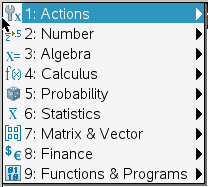 1: Actions
2: Number
3: Algebra
4: Calculus
5: Probability
6: Statistics
7: Matrix & Vector
8: Finance
9: Functions & Programs